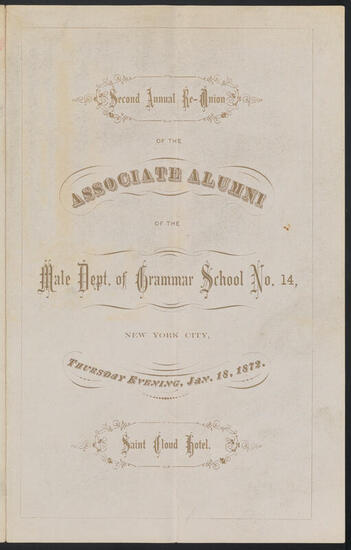 Second Annual Re-Union
OF THE
ASSOCIATE ALUMNI
OF THE
Male Dept. of Grammar School No. 14,
NEW YORK CITY,
THURSDAY EVENING, JAN. 18, 1872.
Saint Cloud Hotel.